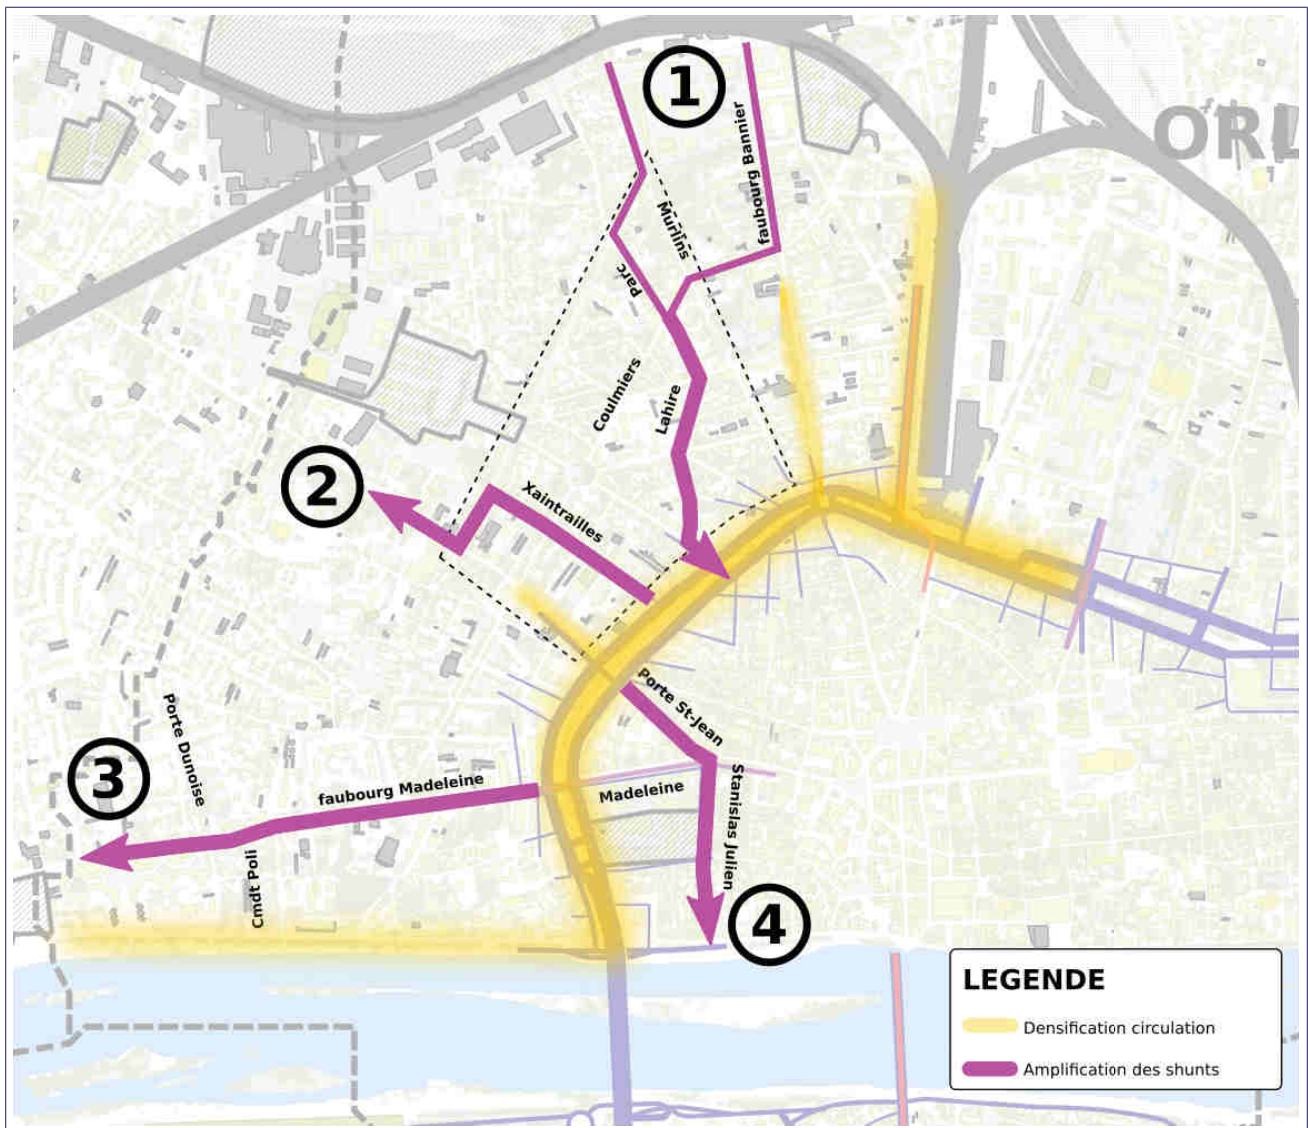 1
faubourg Bannier
ORL
Murlins
Parc
Coulmiers
Lahire
2
Xaintrailles
Porte St-Jean
Porte Dunoise
3
faubourg Madeleine
Madeleine
Stanislas Julien
Cmdt Poli
4
LEGENDE
Densification circulation
Amplification des shunts